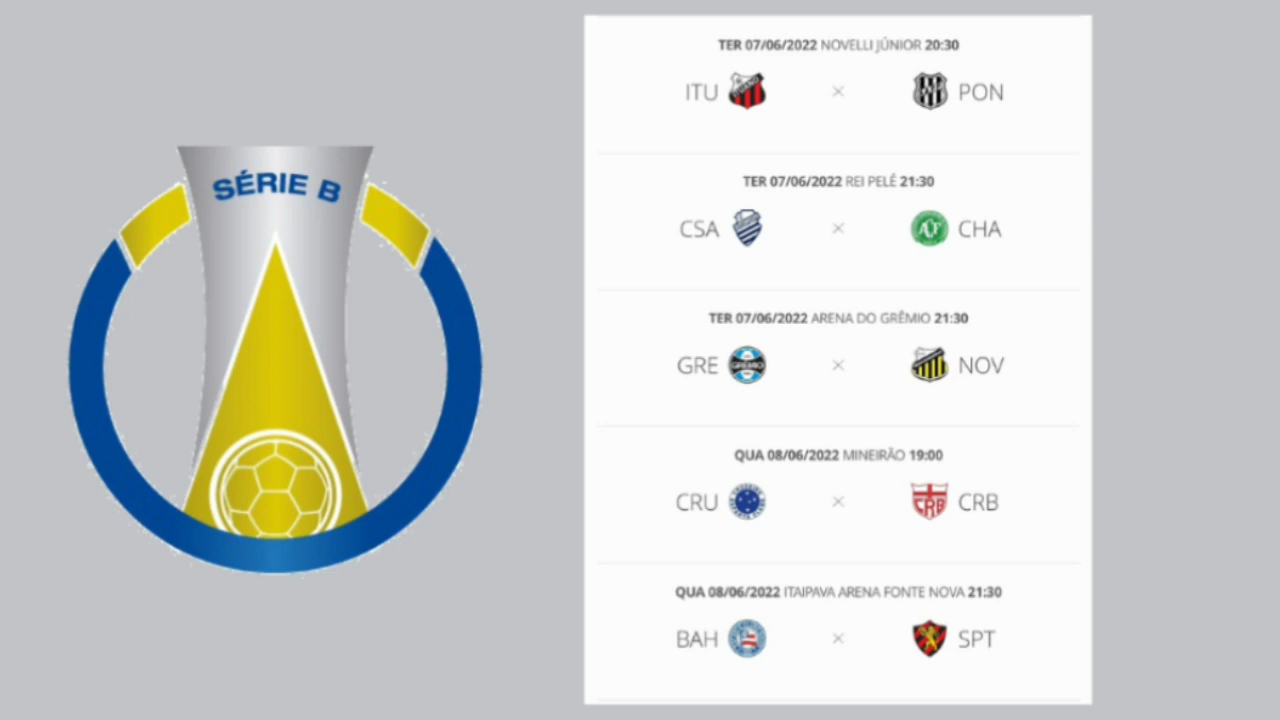 SÉRIE B
TER 07/06/2022 NOVELLI JÚNIOR 20:30
ITU × PON
TER 07/06/2022 REI PELÉ 21:30
CSA × CHA
TER 07/06/2022 ARENA DO GRÊMIO 21:30
GRE GRÊMIO × NOV
QUA 08/06/2022 MINEIRÃO 19:00
CRU × CRB CRB
QUA 08/06/2022 ITAIPAVA ARENA FONTE NOVA 21:30
BAH × SPT